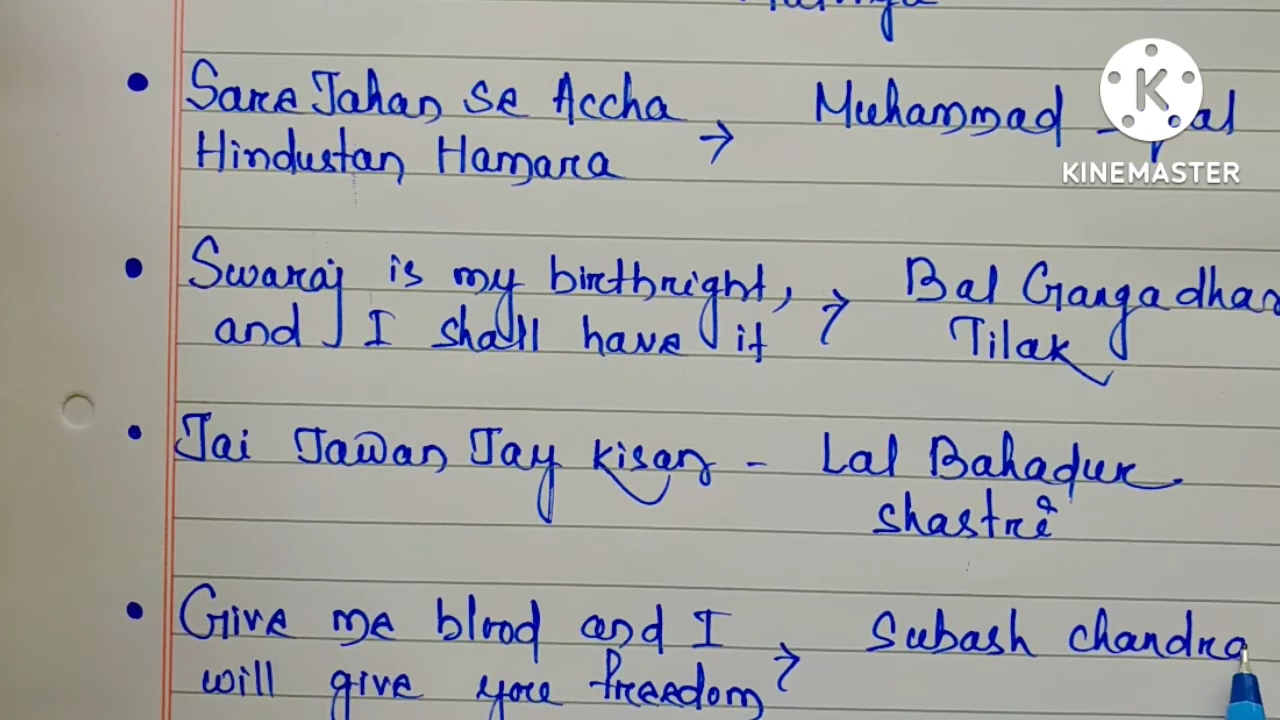 Sare Jahan se Accha
Hindustan Hamara → Muhammad
K
KINEMASTER
Swaraj is my birthright, → Bal Gangadhar
and I shall have it Tilak
Jai Jawan Jay kisan - Lal Bahadur
shastri
Give me blood and I → Subash chandra
will give you freedom